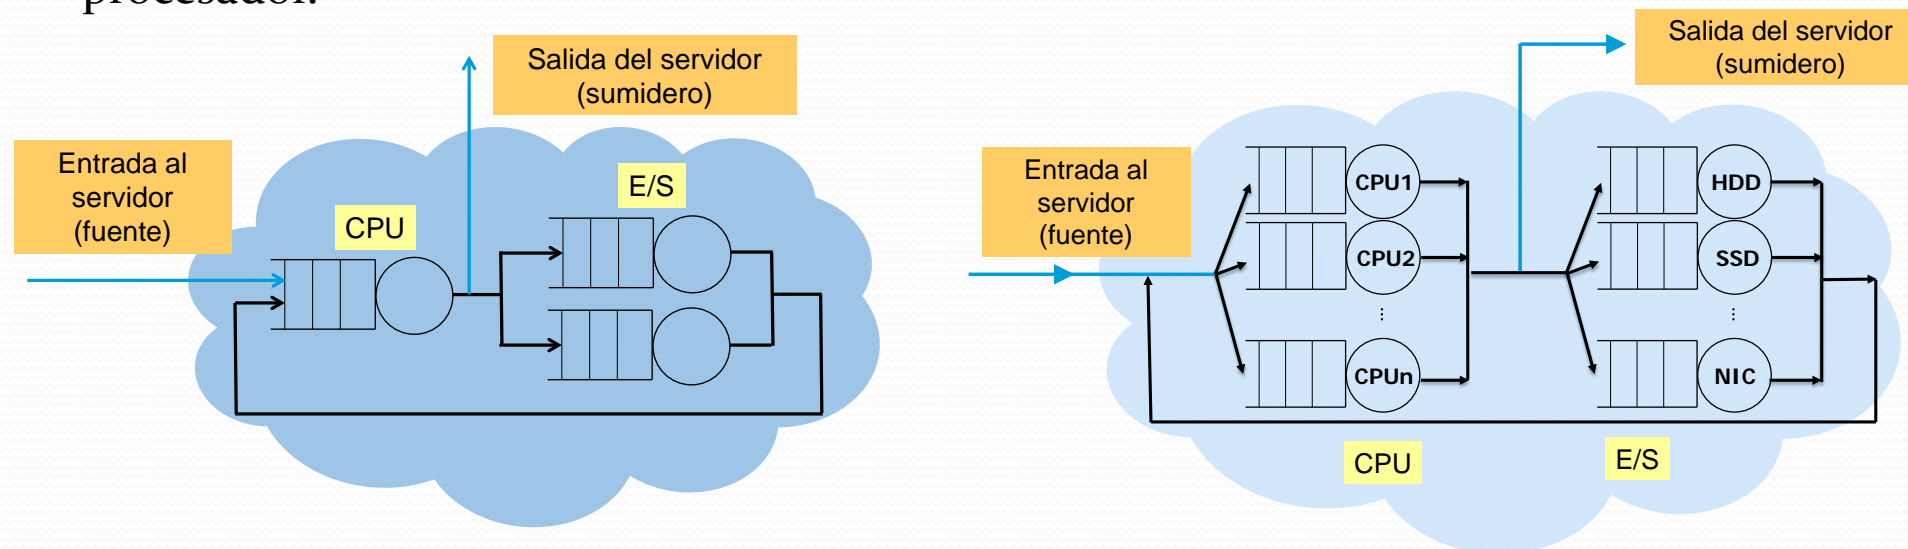 procesador.
Salida del servidor
(sumidero)
Entrada al
servidor
(fuente)
CPU
E/S
Salida del servidor
(sumidero)
Entrada al
servidor
(fuente)
CPU1
CPU2
...
CPUn
HDD
SSD
...
NIC
CPU
E/S